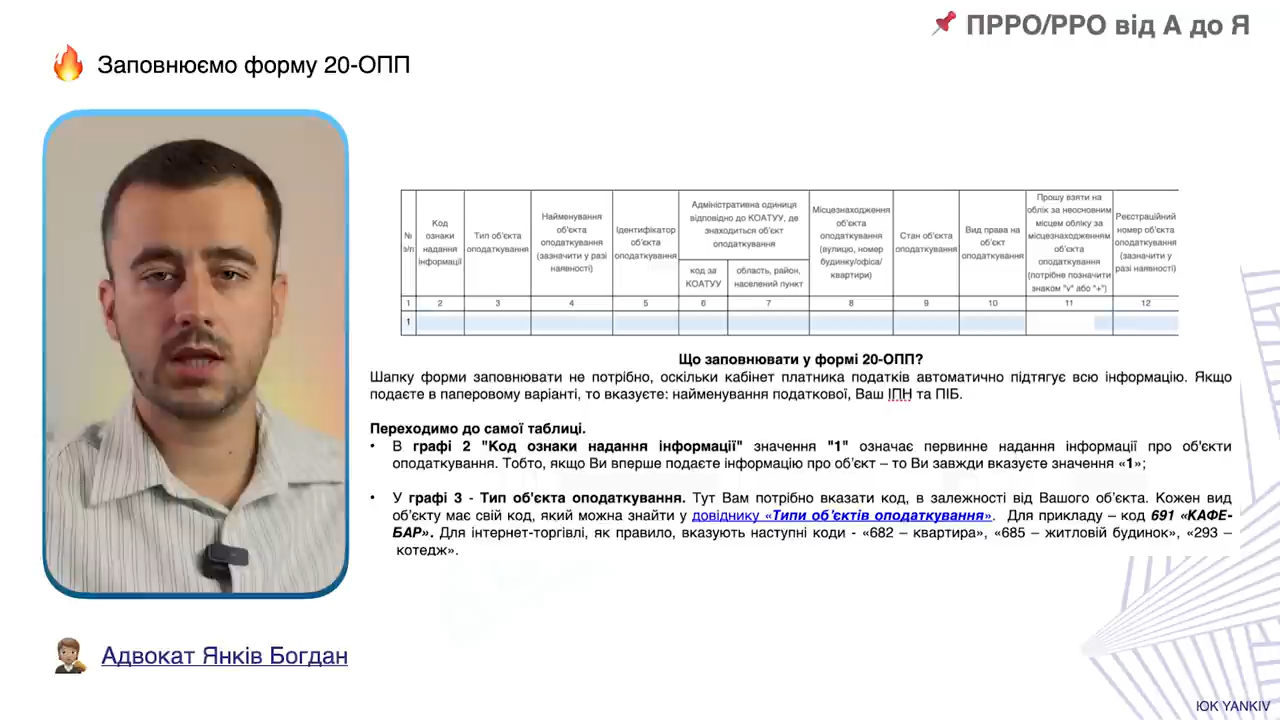 📌 ПРРО/РРО від А до Я
🔥 Заповнюємо форму 20-ОПП
№ з/п
Код ознаки надання інформації
Тип об'єкта оподаткування
Найменування об'єкта оподаткування (зазначити у разі наявності)
Ідентифікатор об'єкта оподаткування
Адміністративна одиниця відповідно до КОАТУУ, де знаходиться об'єкт оподаткування
код за КОАТУУ
область, район, населений пункт
Місцезнаходження об'єкта оподаткування (вулицю, номер будинку/офіса/ квартири)
Стан об'єкта оподаткування
Вид права на об'єкт оподаткування
Прошу взяти на облік за неосновним місцем обліку за місцезнаходженням об'єкта оподаткування (потрібне позначити знаком "v" або "+")
Реєстраційний номер об'єкта оподаткування (зазначити у разі наявності)
1 2 3 4 5 6 7 8 9 10 11 12
1
Що заповнювати у формі 20-ОПП?
Шапку форми заповнювати не потрібно, оскільки кабінет платника податків автоматично підтягує всю інформацію. Якщо
подаєте в паперовому варіанті, то вказуєте: найменування податкової, Ваш ІПН та ПІБ.
Переходимо до самої таблиці.
• В графі 2 "Код ознаки надання інформації" значення "1" означає первинне надання інформації про об'єкти
оподаткування. Тобто, якщо Ви вперше подаєте інформацію про об'єкт – то Ви завжди вказуєте значення «1»;
• У графі 3 - Тип об'єкта оподаткування. Тут Вам потрібно вказати код, в залежності від Вашого об'єкта. Кожен вид
об'єкту має свій код, який можна знайти у довіднику «Типи об'єктів оподаткування». Для прикладу – код 691 «КАФЕ-
БАР». Для інтернет-торгівлі, як правило, вказують наступні коди - «682 – квартира», «685 – житловій будинок», «293 –
котедж».
Адвокат Янків Богдан
ЮК YANKIV